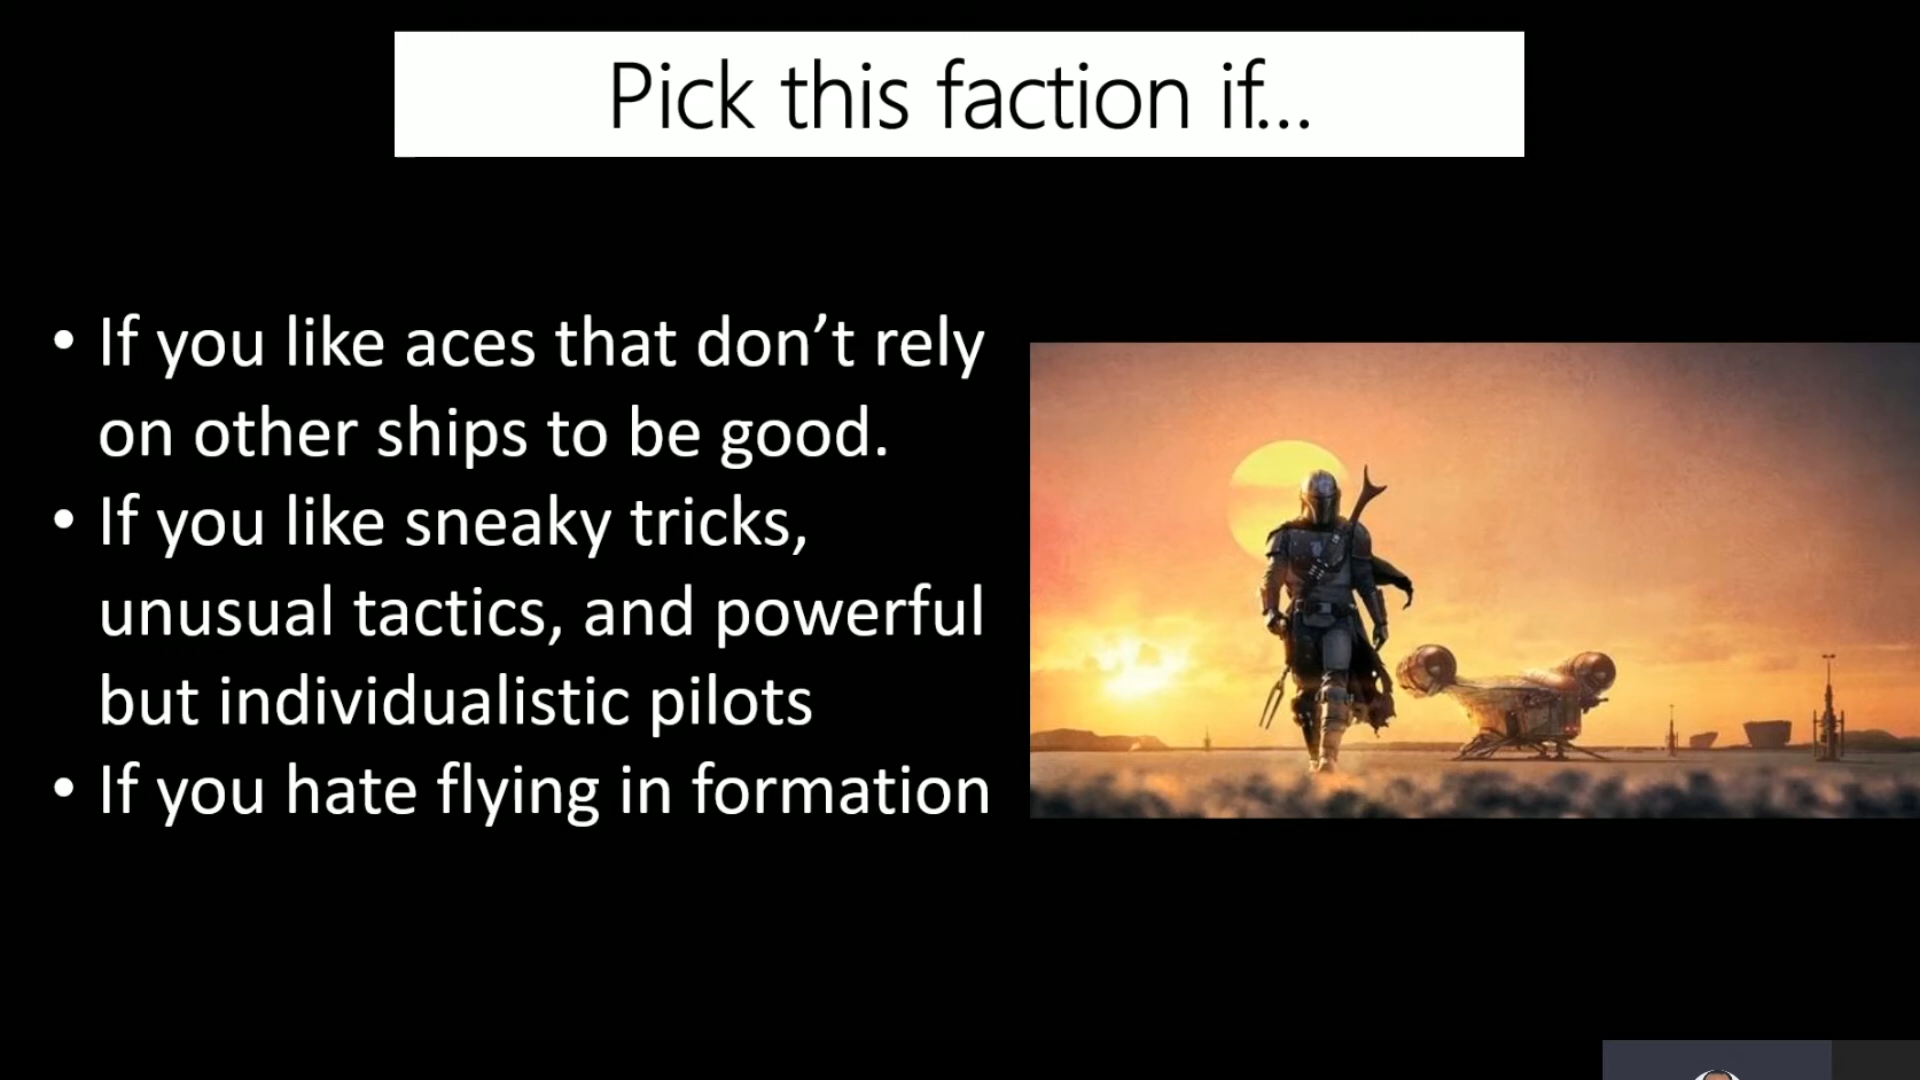 Pick this faction if...
• If you like aces that don’t rely
on other ships to be good.
• If you like sneaky tricks,
unusual tactics, and powerful
but individualistic pilots
• If you hate flying in formation